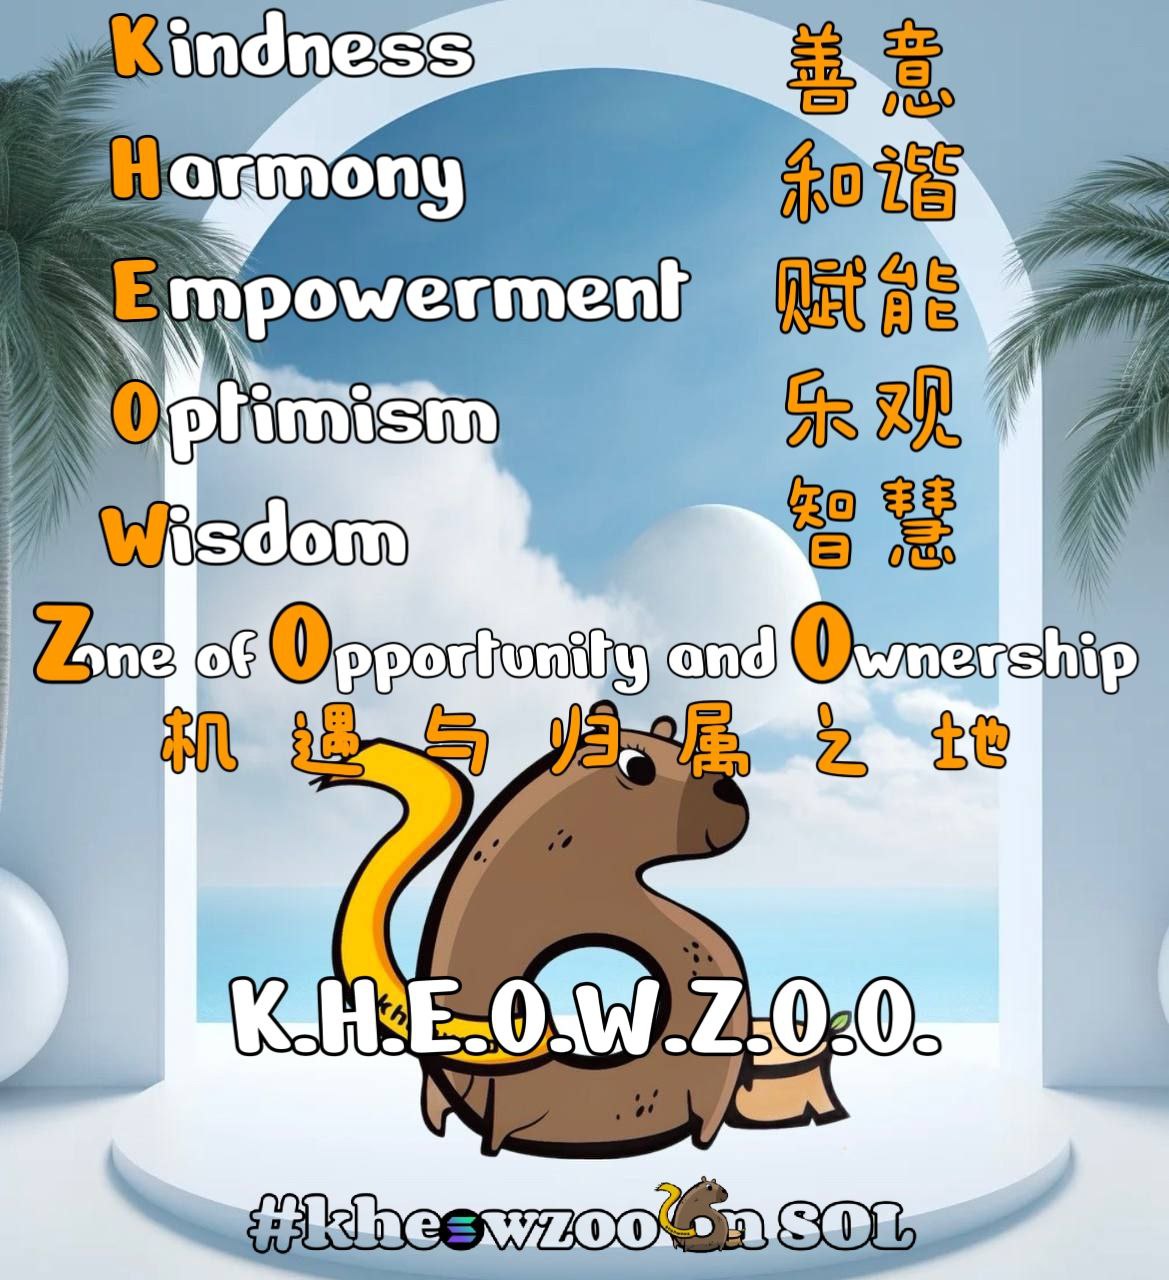 Kindness 善意
Harmony 和谐
Empowerment 赋能
Optimism 乐观
Wisdom 智慧
Zone of Opportunity and Ownership
机遇与归属之地
K.H.E.O.W.Z.O.O.
#kheowzoo on SOL